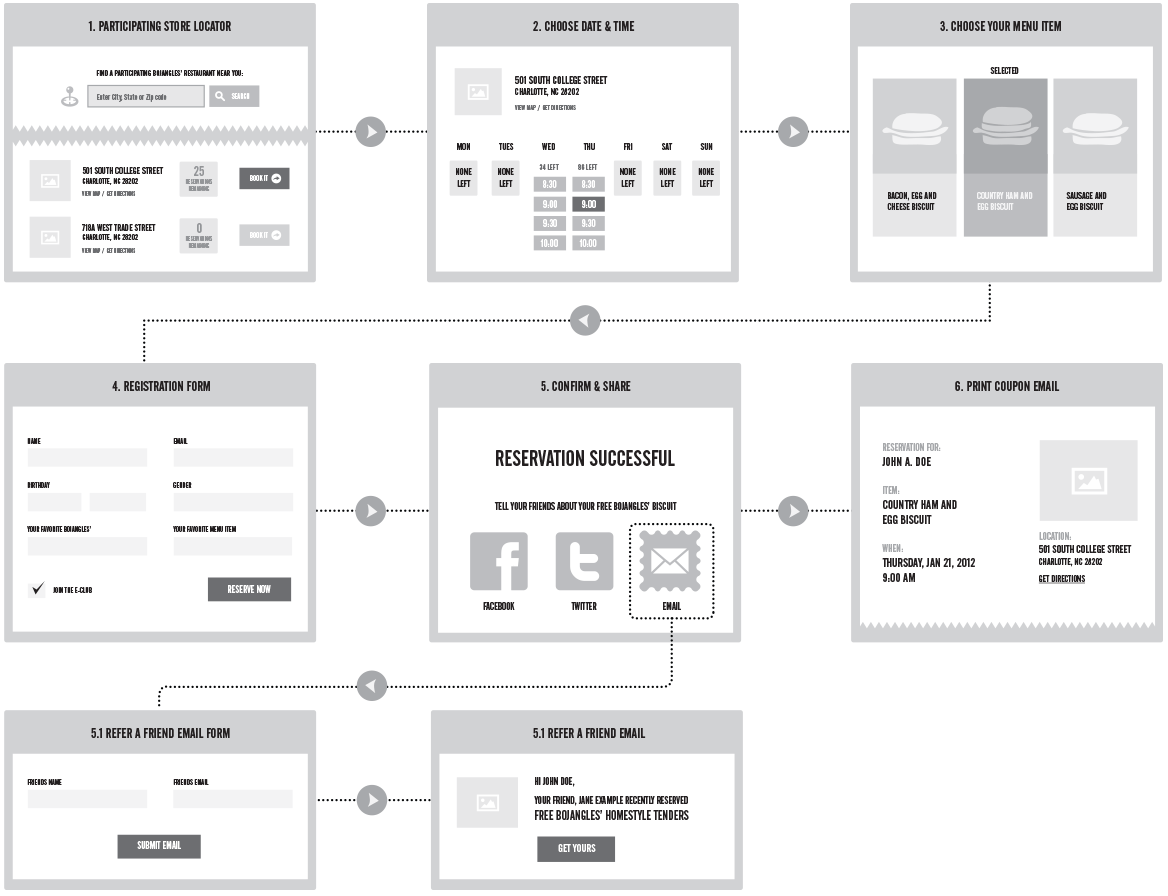 1. PARTICIPATING STORE LOCATOR
FIND A PARTICIPATING BOJANGLES' RESTAURANT NEAR YOU:
Enter City, State or Zip code
SEARCH
501 SOUTH COLLEGE STREET
CHARLOTTE, NC 28202
VIEW MAP / GET DIRECTIONS
25
RESERVATIONS
REMAINING
BOOK IT
718A WEST TRADE STREET
CHARLOTTE, NC 28202
VIEW MAP / GET DIRECTIONS
0
RESERVATIONS
REMAINING
BOOK IT
2. CHOOSE DATE & TIME
501 SOUTH COLLEGE STREET
CHARLOTTE, NC 28202
VIEW MAP / GET DIRECTIONS
MON TUES WED THU FRI SAT SUN
34 LEFT 86 LEFT
NONE LEFT
NONE LEFT
8:30 8:30
NONE LEFT
NONE LEFT
NONE LEFT
9:00 9:00
9:30 9:30
10:00 10:00
3. CHOOSE YOUR MENU ITEM
SELECTED
BACON, EGG AND
CHEESE BISCUIT
COUNTRY HAM AND
EGG BISCUIT
SAUSAGE AND
EGG BISCUIT
4. REGISTRATION FORM
NAME
EMAIL
BIRTHDAY
GENDER
YOUR FAVORITE BOJANGLES'
YOUR FAVORITE MENU ITEM
JOIN THE E-CLUB
RESERVE NOW
5. CONFIRM & SHARE
RESERVATION SUCCESSFUL
TELL YOUR FRIENDS ABOUT YOUR FREE BOJANGLES' BISCUIT
FACEBOOK
TWITTER
EMAIL
6. PRINT COUPON EMAIL
RESERVATION FOR:
JOHN A. DOE
ITEM:
COUNTRY HAM AND
EGG BISCUIT
WHEN:
THURSDAY, JAN 21, 2012
9:00 AM
LOCATION:
501 SOUTH COLLEGE STREET
CHARLOTTE, NC 28202
GET DIRECTIONS
5.1 REFER A FRIEND EMAIL FORM
FRIENDS NAME
FRIENDS EMAIL
SUBMIT EMAIL
5.1 REFER A FRIEND EMAIL
HI JOHN DOE,
YOUR FRIEND, JANE EXAMPLE RECENTLY RESERVED
FREE BOJANGLES' HOMESTYLE TENDERS
GET YOURS